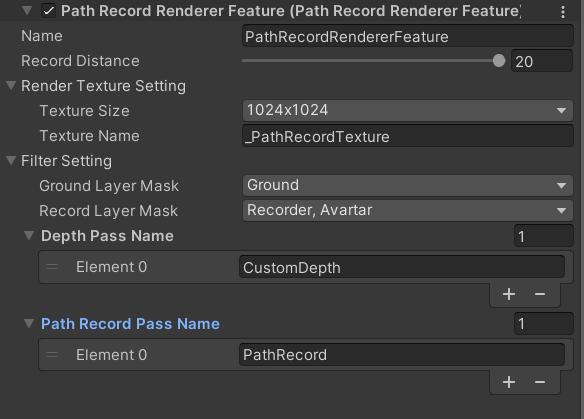 Path Record Renderer Feature (Path Record Renderer Feature)
Name PathRecordRendererFeature
Record Distance 20
Render Texture Setting
Texture Size 1024x1024
Texture Name _PathRecordTexture
Filter Setting
Ground Layer Mask Ground
Record Layer Mask Recorder, Avartar
Depth Pass Name 1
Element 0 CustomDepth
+ −
Path Record Pass Name 1
Element 0 PathRecord
+ −